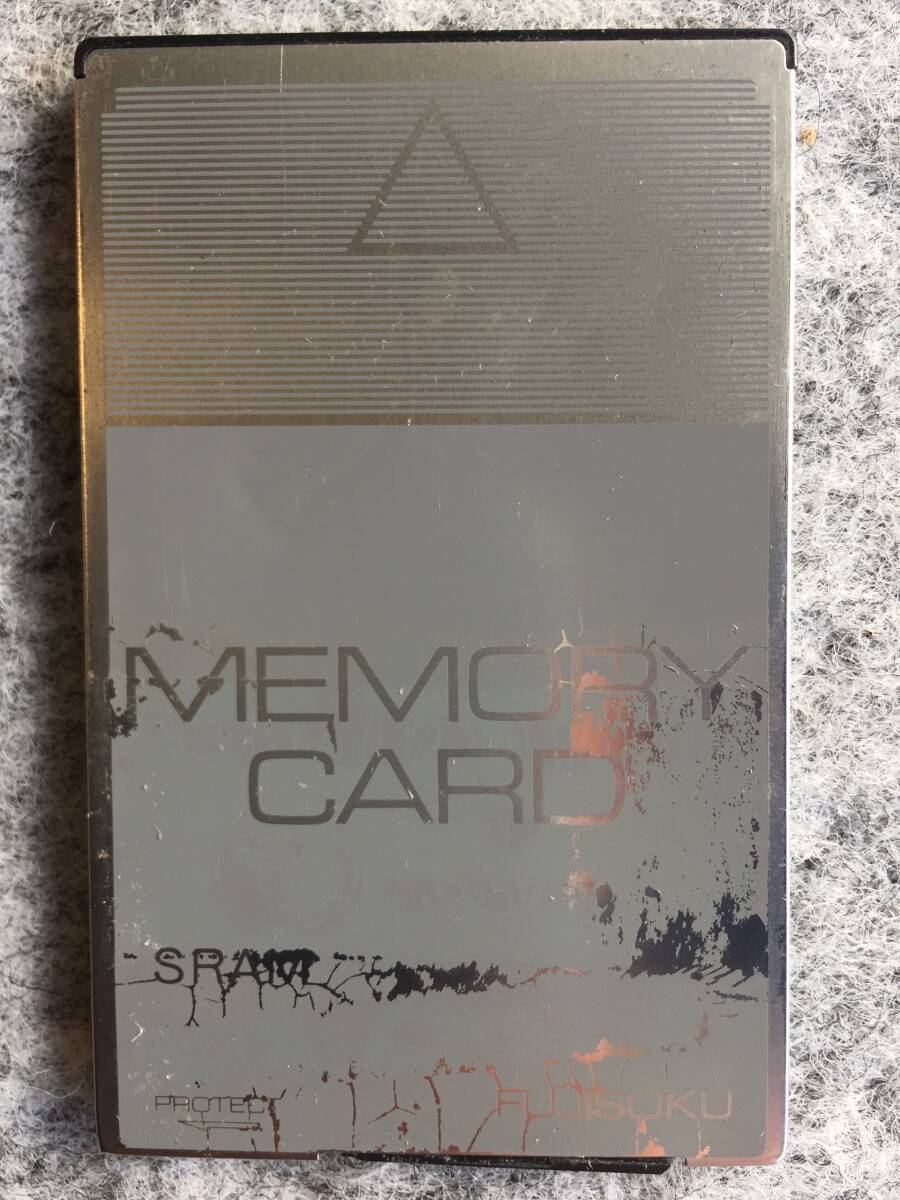 MEMORY
CARD
SRAM
PROTECT
FUJISOKU